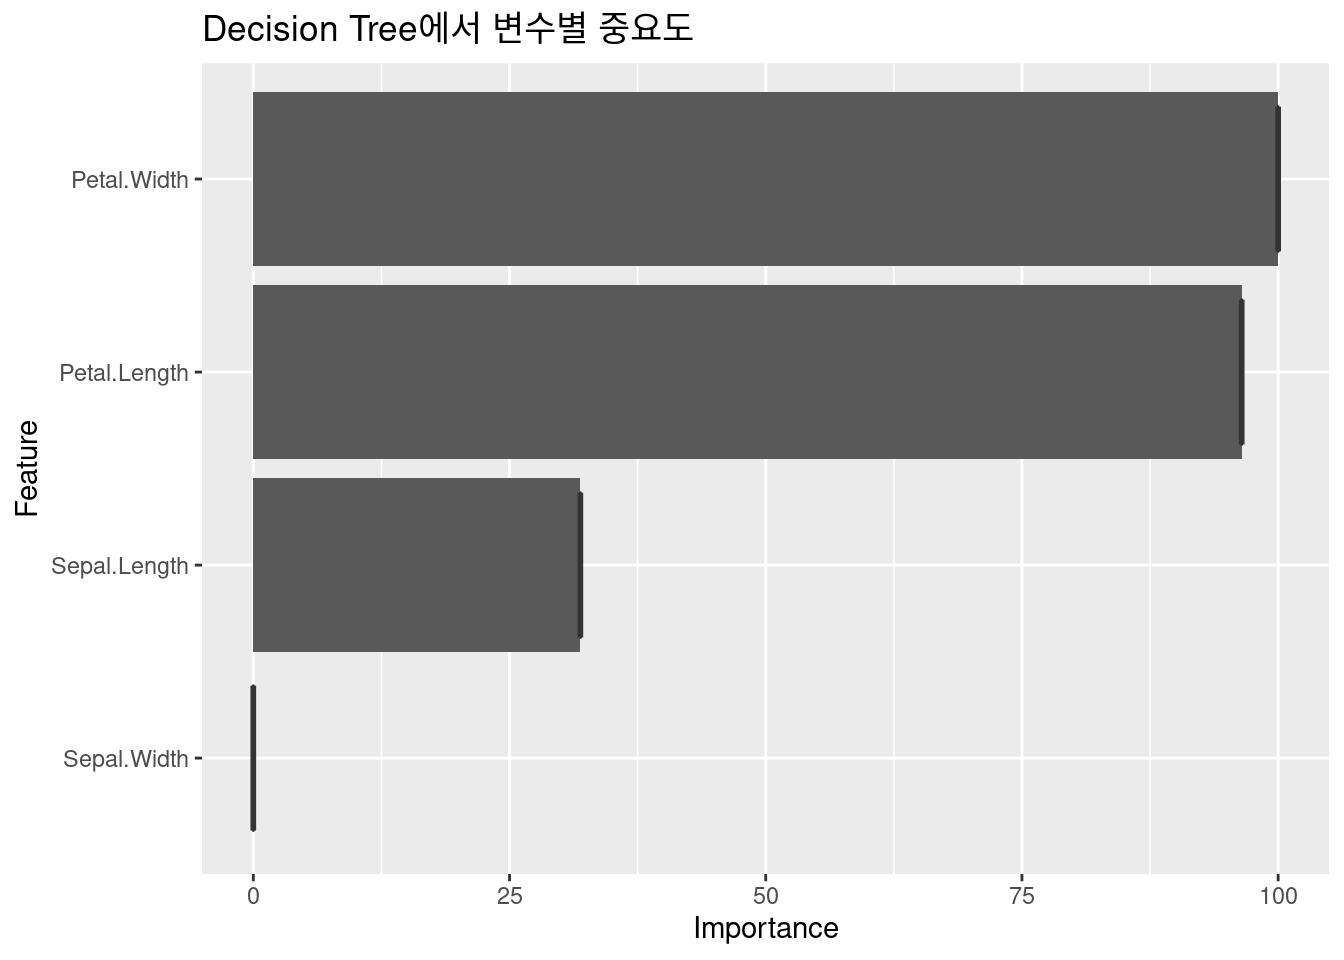 Decision Tree에서 변수별 중요도
Petal.Width
Petal.Length
Sepal.Length
Sepal.Width
Feature
0 25 50 75 100
Importance